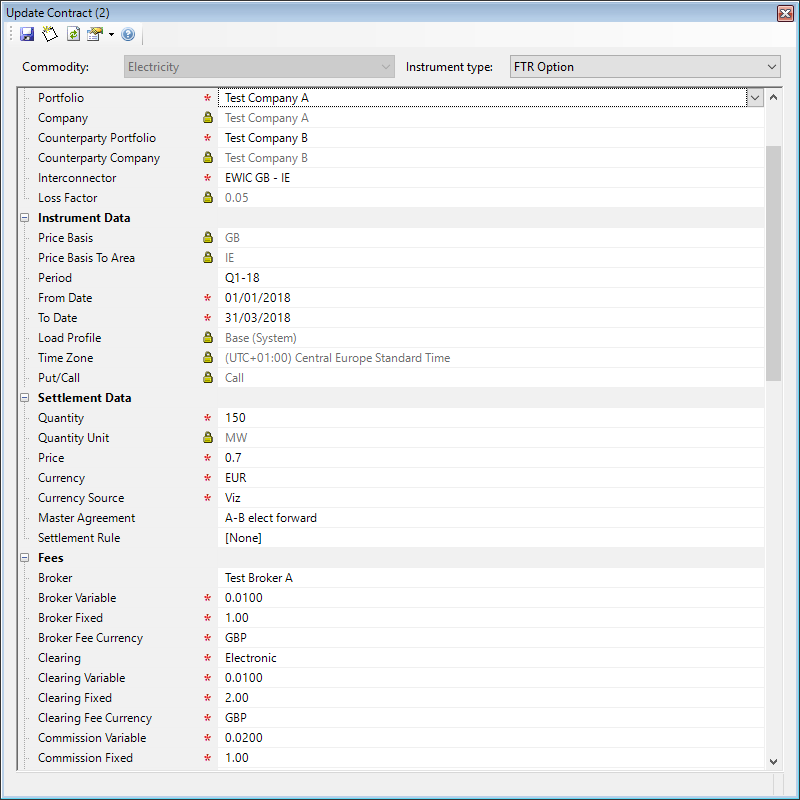 Update Contract (2)
Commodity: Electricity Instrument type: FTR Option
Portfolio * Test Company A
Company Test Company A
Counterparty Portfolio * Test Company B
Counterparty Company Test Company B
Interconnector * EWIC GB - IE
Loss Factor 0.05
Instrument Data
Price Basis GB
Price Basis To Area IE
Period Q1-18
From Date * 01/01/2018
To Date * 31/03/2018
Load Profile Base (System)
Time Zone (UTC+01:00) Central Europe Standard Time
Put/Call Call
Settlement Data
Quantity * 150
Quantity Unit MW
Price * 0.7
Currency * EUR
Currency Source * Viz
Master Agreement A-B elect forward
Settlement Rule [None]
Fees
Broker Test Broker A
Broker Variable * 0.0100
Broker Fixed * 1.00
Broker Fee Currency * GBP
Clearing * Electronic
Clearing Variable * 0.0100
Clearing Fixed * 2.00
Clearing Fee Currency * GBP
Commission Variable * 0.0200
Commission Fixed * 1.00